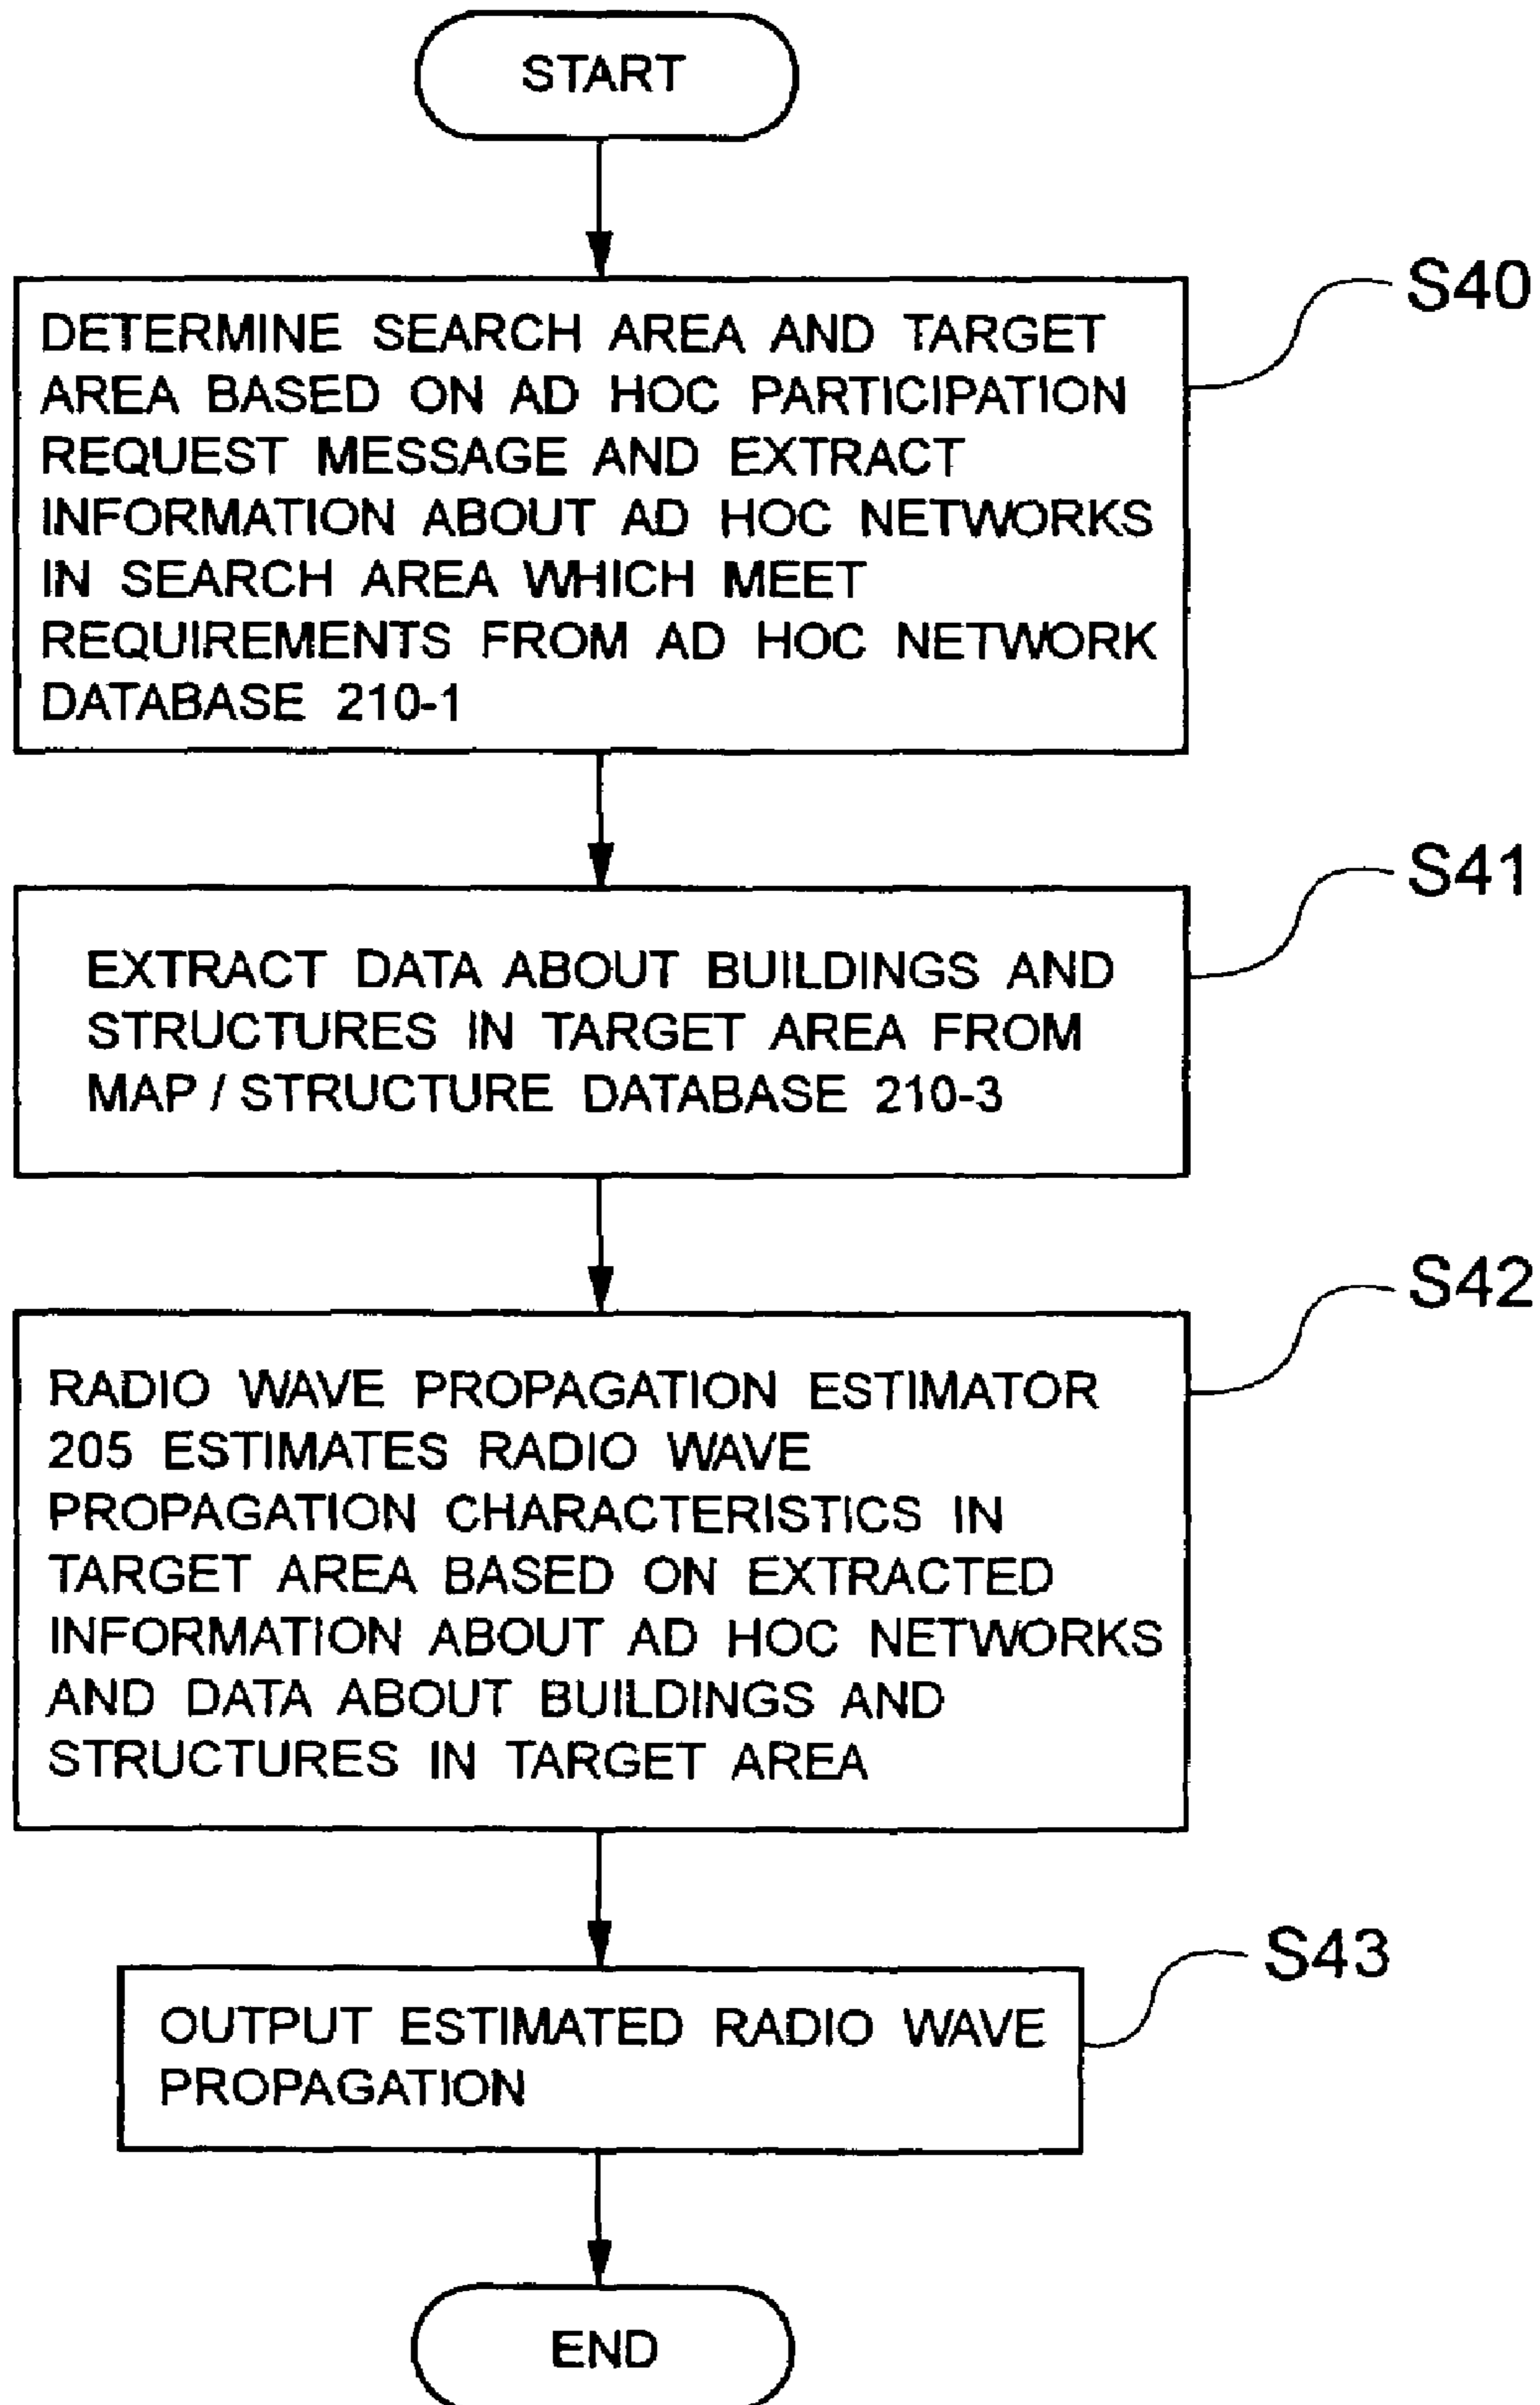 START
S40
DETERMINE SEARCH AREA AND TARGET
AREA BASED ON AD HOC PARTICIPATION
REQUEST MESSAGE AND EXTRACT
INFORMATION ABOUT AD HOC NETWORKS
IN SEARCH AREA WHICH MEET
REQUIREMENTS FROM AD HOC NETWORK
DATABASE 210-1
S41
EXTRACT DATA ABOUT BUILDINGS AND
STRUCTURES IN TARGET AREA FROM
MAP / STRUCTURE DATABASE 210-3
S42
RADIO WAVE PROPAGATION ESTIMATOR
205 ESTIMATES RADIO WAVE
PROPAGATION CHARACTERISTICS IN
TARGET AREA BASED ON EXTRACTED
INFORMATION ABOUT AD HOC NETWORKS
AND DATA ABOUT BUILDINGS AND
STRUCTURES IN TARGET AREA
S43
OUTPUT ESTIMATED RADIO WAVE
PROPAGATION
END